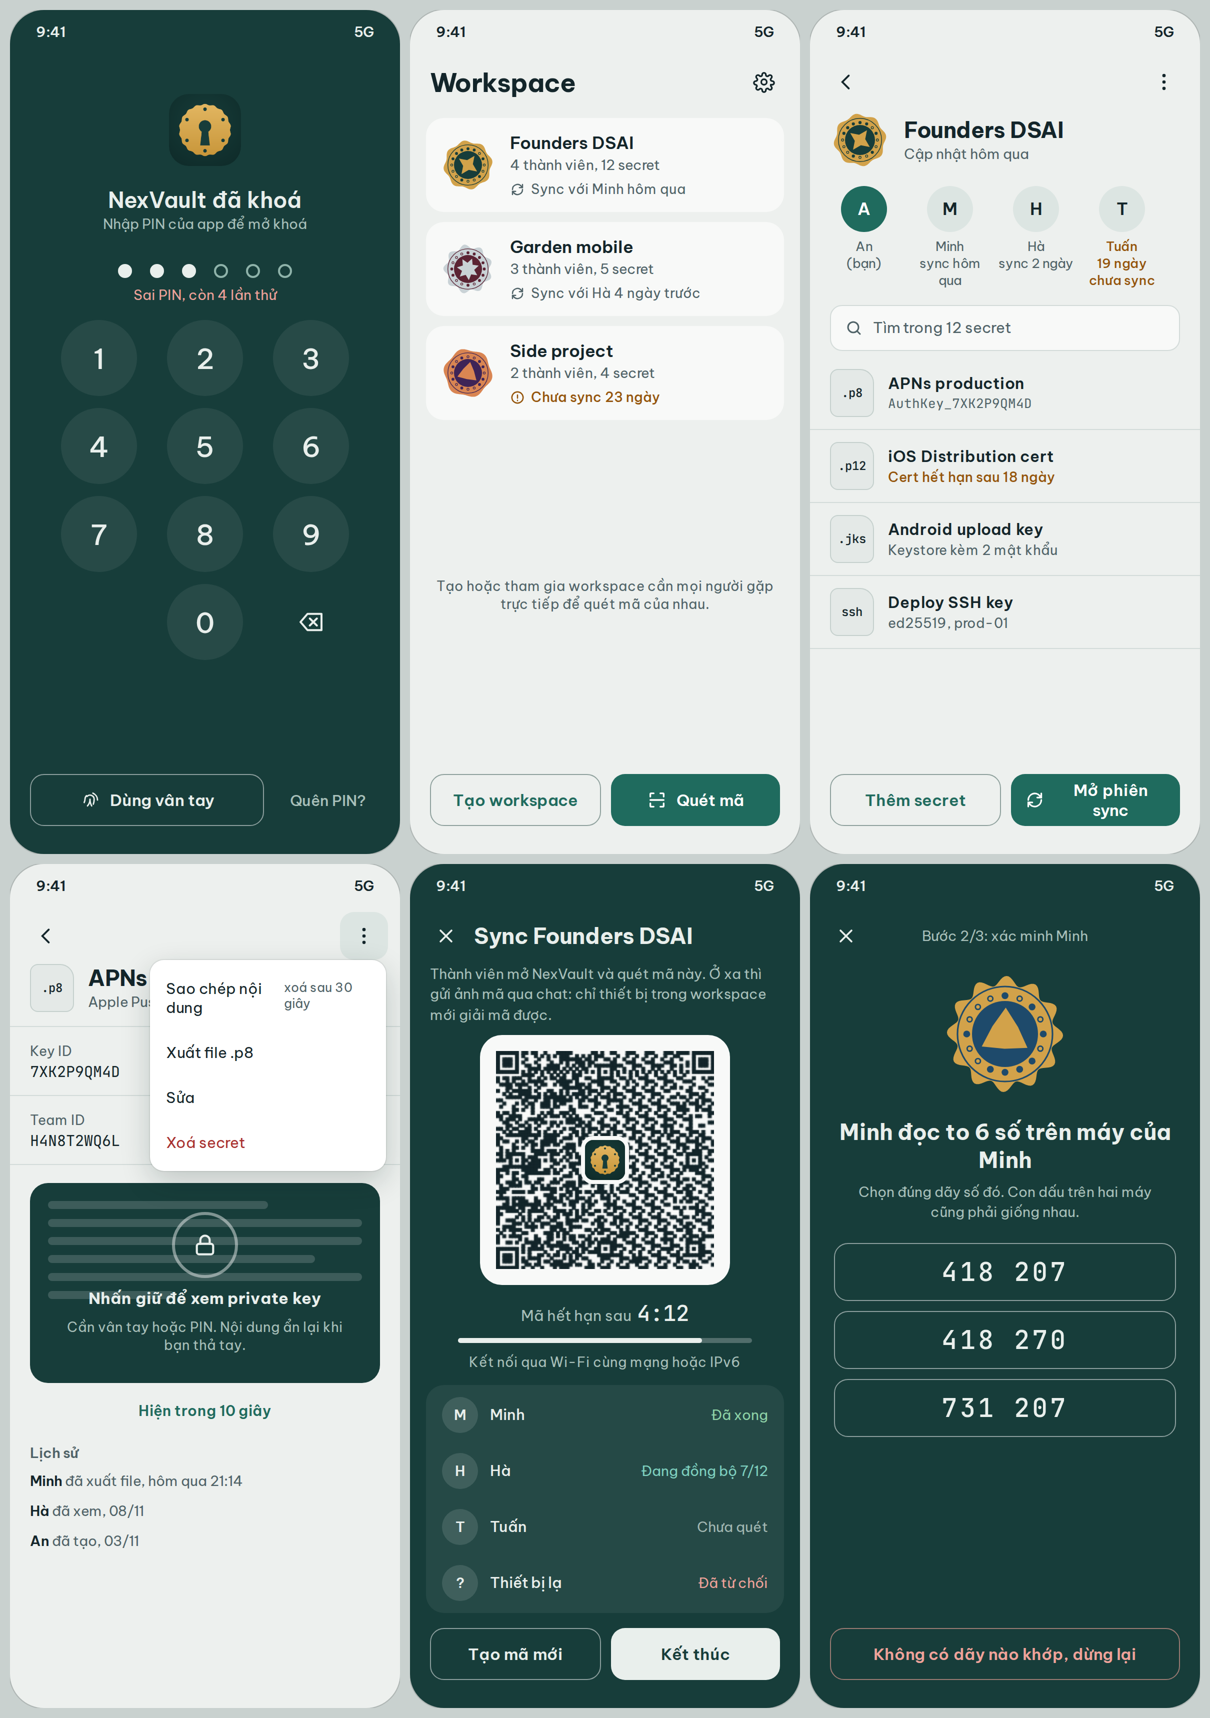 9:41
5G
NexVault đã khoá
Nhập PIN của app để mở khoá
Sai PIN, còn 4 lần thử
1
2
3
4
5
6
7
8
9
0
Dùng vân tay
Quên PIN?
9:41
5G
Workspace
Founders DSAI
4 thành viên, 12 secret
Sync với Minh hôm qua
Garden mobile
3 thành viên, 5 secret
Sync với Hà 4 ngày trước
Side project
2 thành viên, 4 secret
Chưa sync 23 ngày
Tạo hoặc tham gia workspace cần mọi người gặp
trực tiếp để quét mã của nhau.
Tạo workspace
Quét mã
9:41
5G
Founders DSAI
Cập nhật hôm qua
A
M
H
T
An
(bạn)
Minh
sync hôm
qua
Hà
sync 2 ngày
Tuấn
19 ngày
chưa sync
Tìm trong 12 secret
.p8
APNs production
AuthKey_7XK2P9QM4D
.p12
iOS Distribution cert
Cert hết hạn sau 18 ngày
.jks
Android upload key
Keystore kèm 2 mật khẩu
ssh
Deploy SSH key
ed25519, prod-01
Thêm secret
Mở phiên
sync
9:41
5G
.p8
APNs
Apple Pus
Sao chép nội
dung
xoá sau 30
giây
Xuất file .p8
Sửa
Xoá secret
Key ID
7XK2P9QM4D
Team ID
H4N8T2WQ6L
Nhấn giữ để xem private key
Cần vân tay hoặc PIN. Nội dung ẩn lại khi
bạn thả tay.
Hiện trong 10 giây
Lịch sử
Minh đã xuất file, hôm qua 21:14
Hà đã xem, 08/11
An đã tạo, 03/11
9:41
5G
Sync Founders DSAI
Thành viên mở NexVault và quét mã này. Ở xa thì
gửi ảnh mã qua chat: chỉ thiết bị trong workspace
mới giải mã được.
Mã hết hạn sau 4:12
Kết nối qua Wi-Fi cùng mạng hoặc IPv6
M
Minh
Đã xong
H
Hà
Đang đồng bộ 7/12
T
Tuấn
Chưa quét
?
Thiết bị lạ
Đã từ chối
Tạo mã mới
Kết thúc
9:41
5G
Bước 2/3: xác minh Minh
Minh đọc to 6 số trên máy của
Minh
Chọn đúng dãy số đó. Con dấu trên hai máy
cũng phải giống nhau.
418 207
418 270
731 207
Không có dãy nào khớp, dừng lại